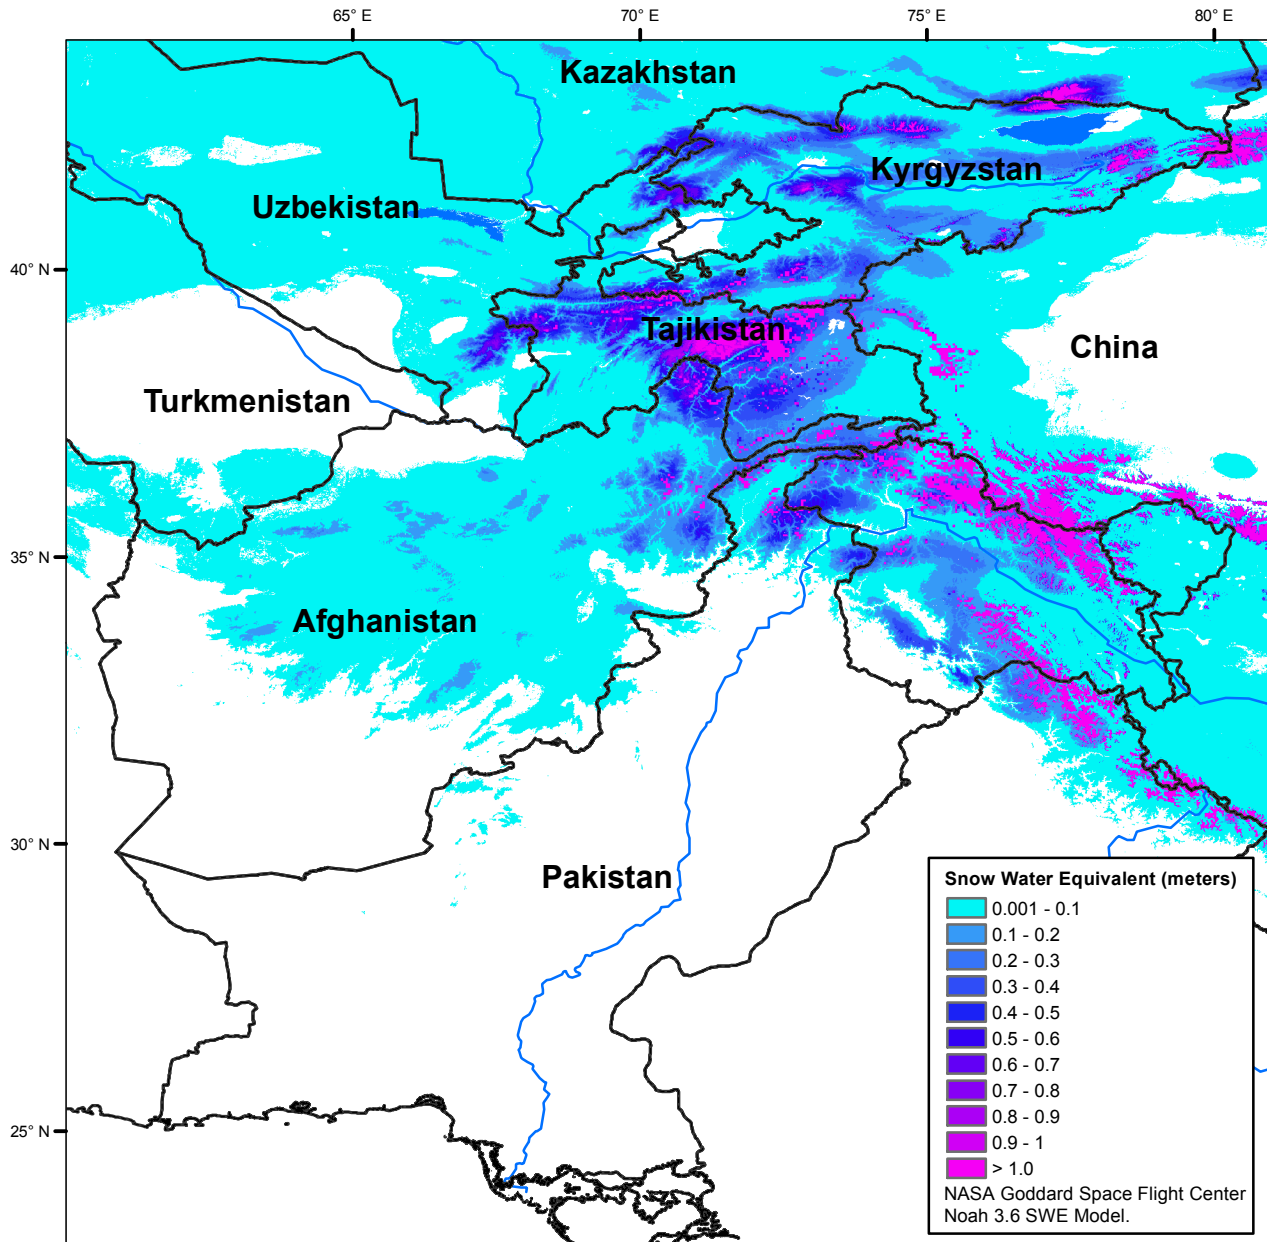 65° E
70° E
75° E
80° E
Kazakhstan
Kyrgyzstan
Uzbekistan
40° N
Tajikistan
China
Turkmenistan
35° N
Afghanistan
30° N
Pakistan
25° N
Snow Water Equivalent (meters)
0.001 - 0.1
0.1 - 0.2
0.2 - 0.3
0.3 - 0.4
0.4 - 0.5
0.5 - 0.6
0.6 - 0.7
0.7 - 0.8
0.8 - 0.9
0.9 - 1
> 1.0
NASA Goddard Space Flight Center
Noah 3.6 SWE Model.